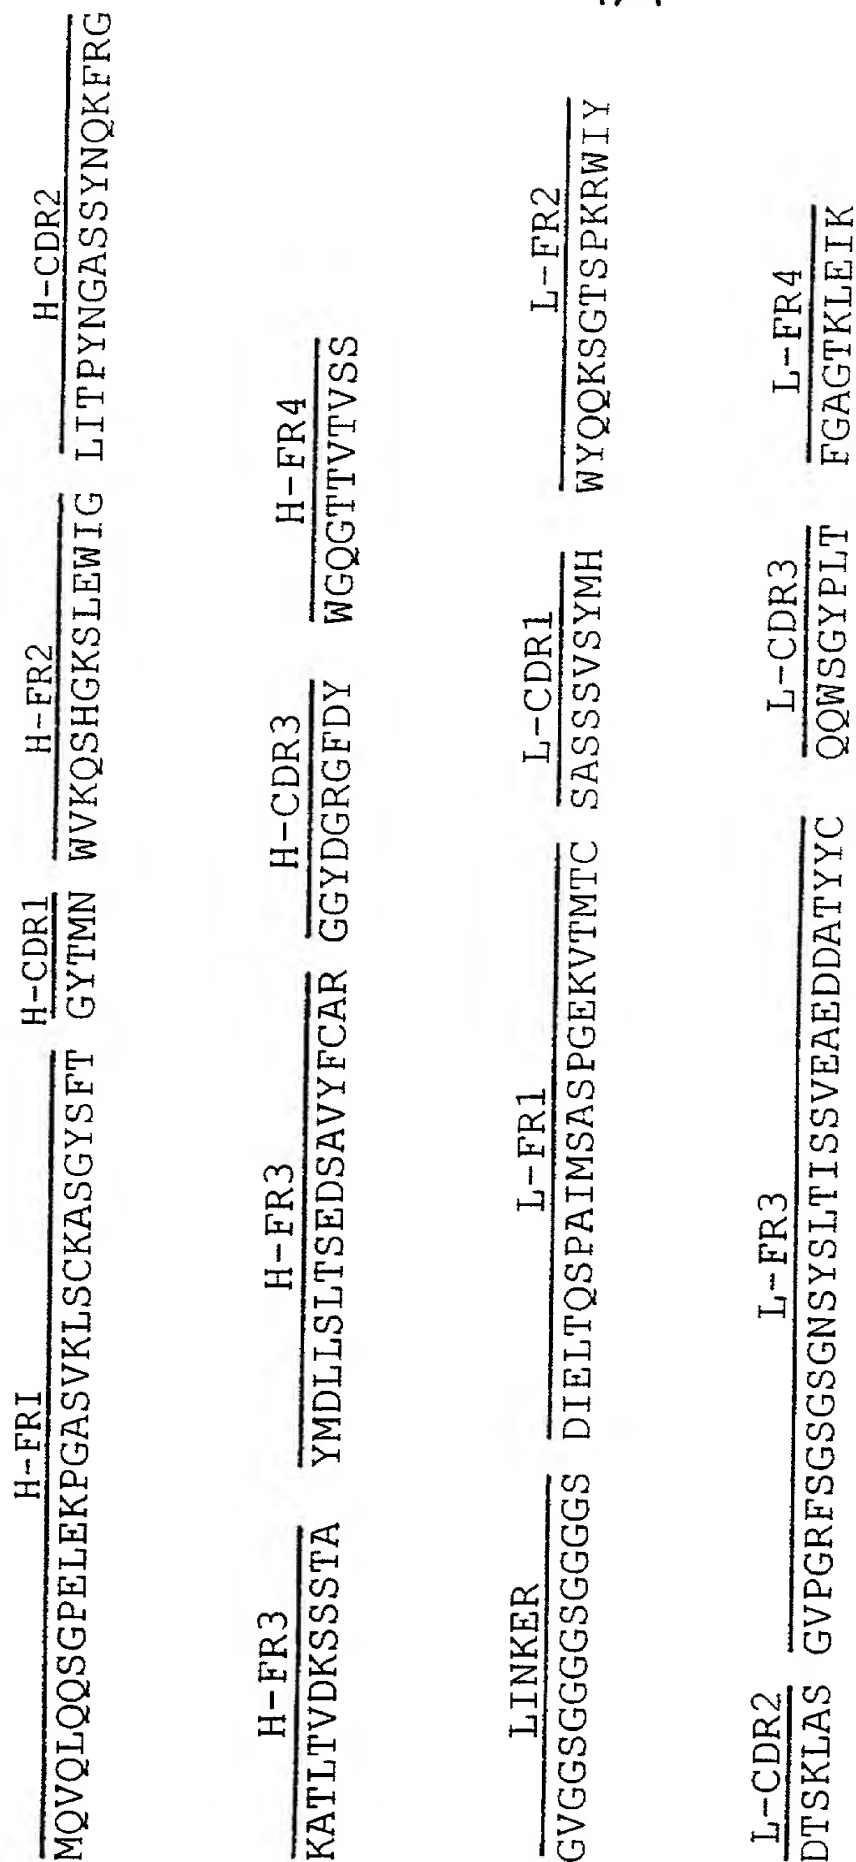 H-FRI H-CDR1 H-FR2 H-CDR2
MQVQLQQSGPELEKPGASVKLSCKASGYSFT GYTMN WVKQSHGKSLEWIG LITPYNGASSYNQKFRG
H-FR3 H-FR3 H-CDR3 H-FR4
KATLTVDKSSSTA YMDLLSLTSEDSAVYFCAR GGYDGRGFDY WGQGTTVTVSS
LINKER L-FR1 L-CDR1 L-FR2
GVGGSGGGGSGGGGS DIELTQSPAIMSASPGEKVTMTC SASSSVSYMH WYQQKSGTSPKRWIY
L-CDR2 L-FR3 L-CDR3 L-FR4
DTSKLAS GVPGRFSGSGSGNSYSLTISSVEAEDDATYYC QQWSGYPLT FGAGTKLEIK